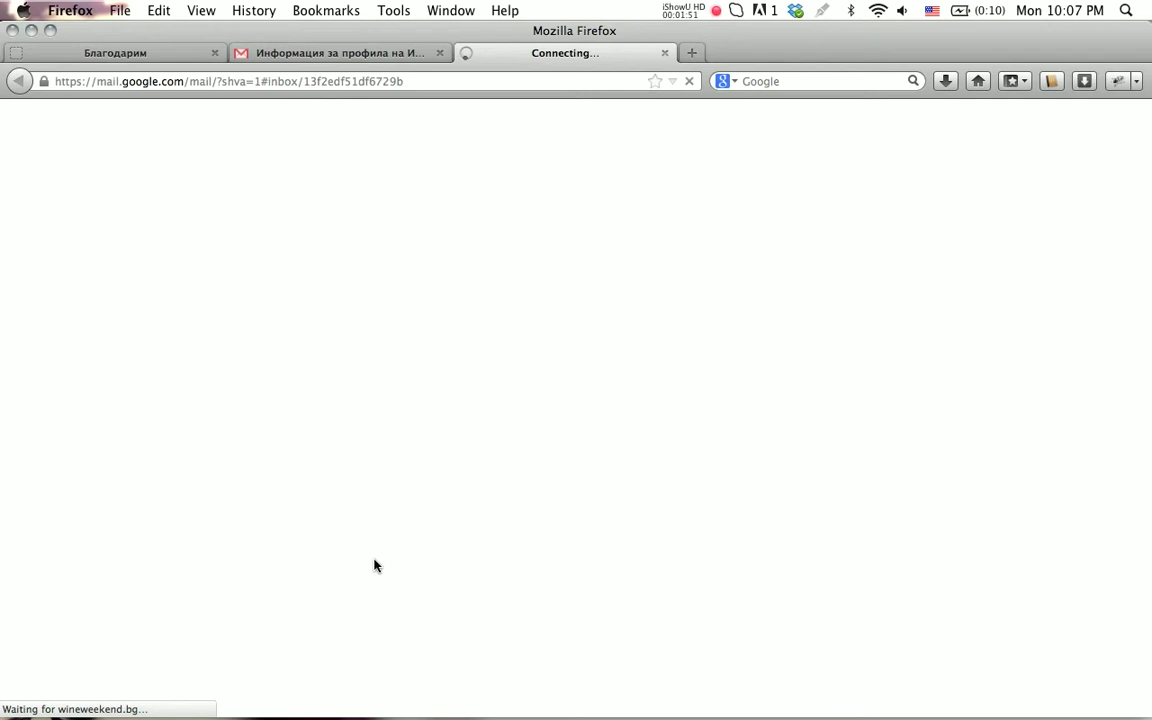 Firefox File Edit View History Bookmarks Tools Window Help iShowU HD 00:01:51 1 (0:10) Mon 10:07 PM
Mozilla Firefox
Благодарим Информация за профила на И... Connecting...
https://mail.google.com/mail/?shva=1#inbox/13f2edf51df6729b Google
Waiting for wineweekend.bg...